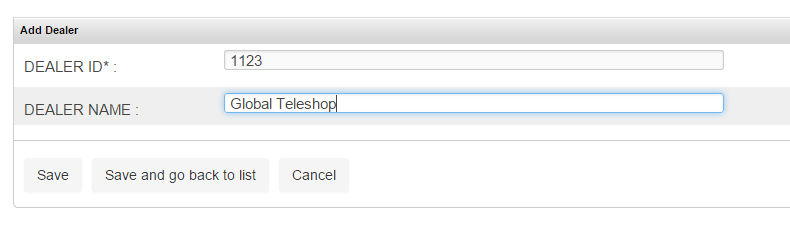 Add Dealer
DEALER ID* : 1123
DEALER NAME : Global Teleshop
Save Save and go back to list Cancel